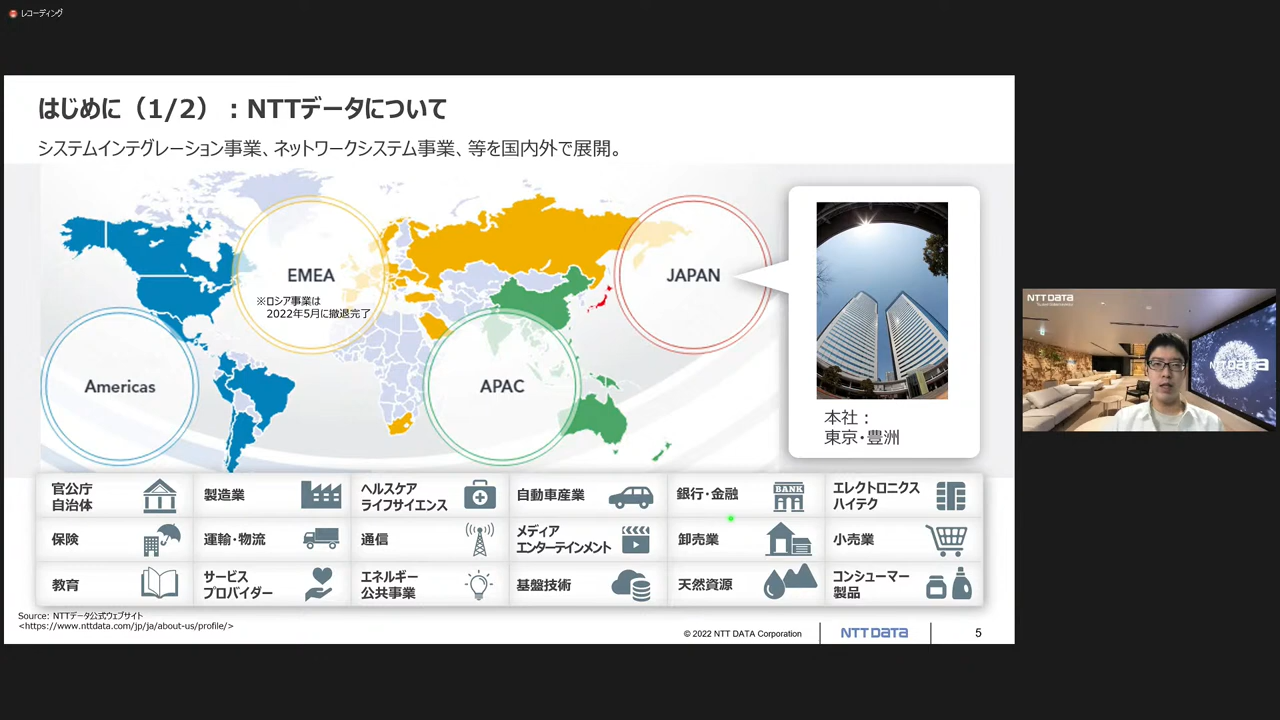 レコーディング
はじめに（1/2）：NTTデータについて
システムインテグレーション事業、ネットワークシステム事業、等を国内外で展開。
EMEA
※ロシア事業は
2022年5月に撤退完了
JAPAN
Americas
APAC
本社：
東京・豊洲
NTT DATA
Trusted Global Innovator
NTT DATA
官公庁
自治体
製造業
ヘルスケア
ライフサイエンス
自動車産業
銀行・金融
BANK
エレクトロニクス
ハイテク
保険
運輸・物流
通信
メディア
エンターテインメント
卸売業
小売業
教育
サービス
プロバイダー
エネルギー
公共事業
基盤技術
天然資源
コンシューマー
製品
Source: NTTデータ公式ウェブサイト
<https://www.nttdata.com/jp/ja/about-us/profile/>
© 2022 NTT DATA Corporation
NTT DATA
5